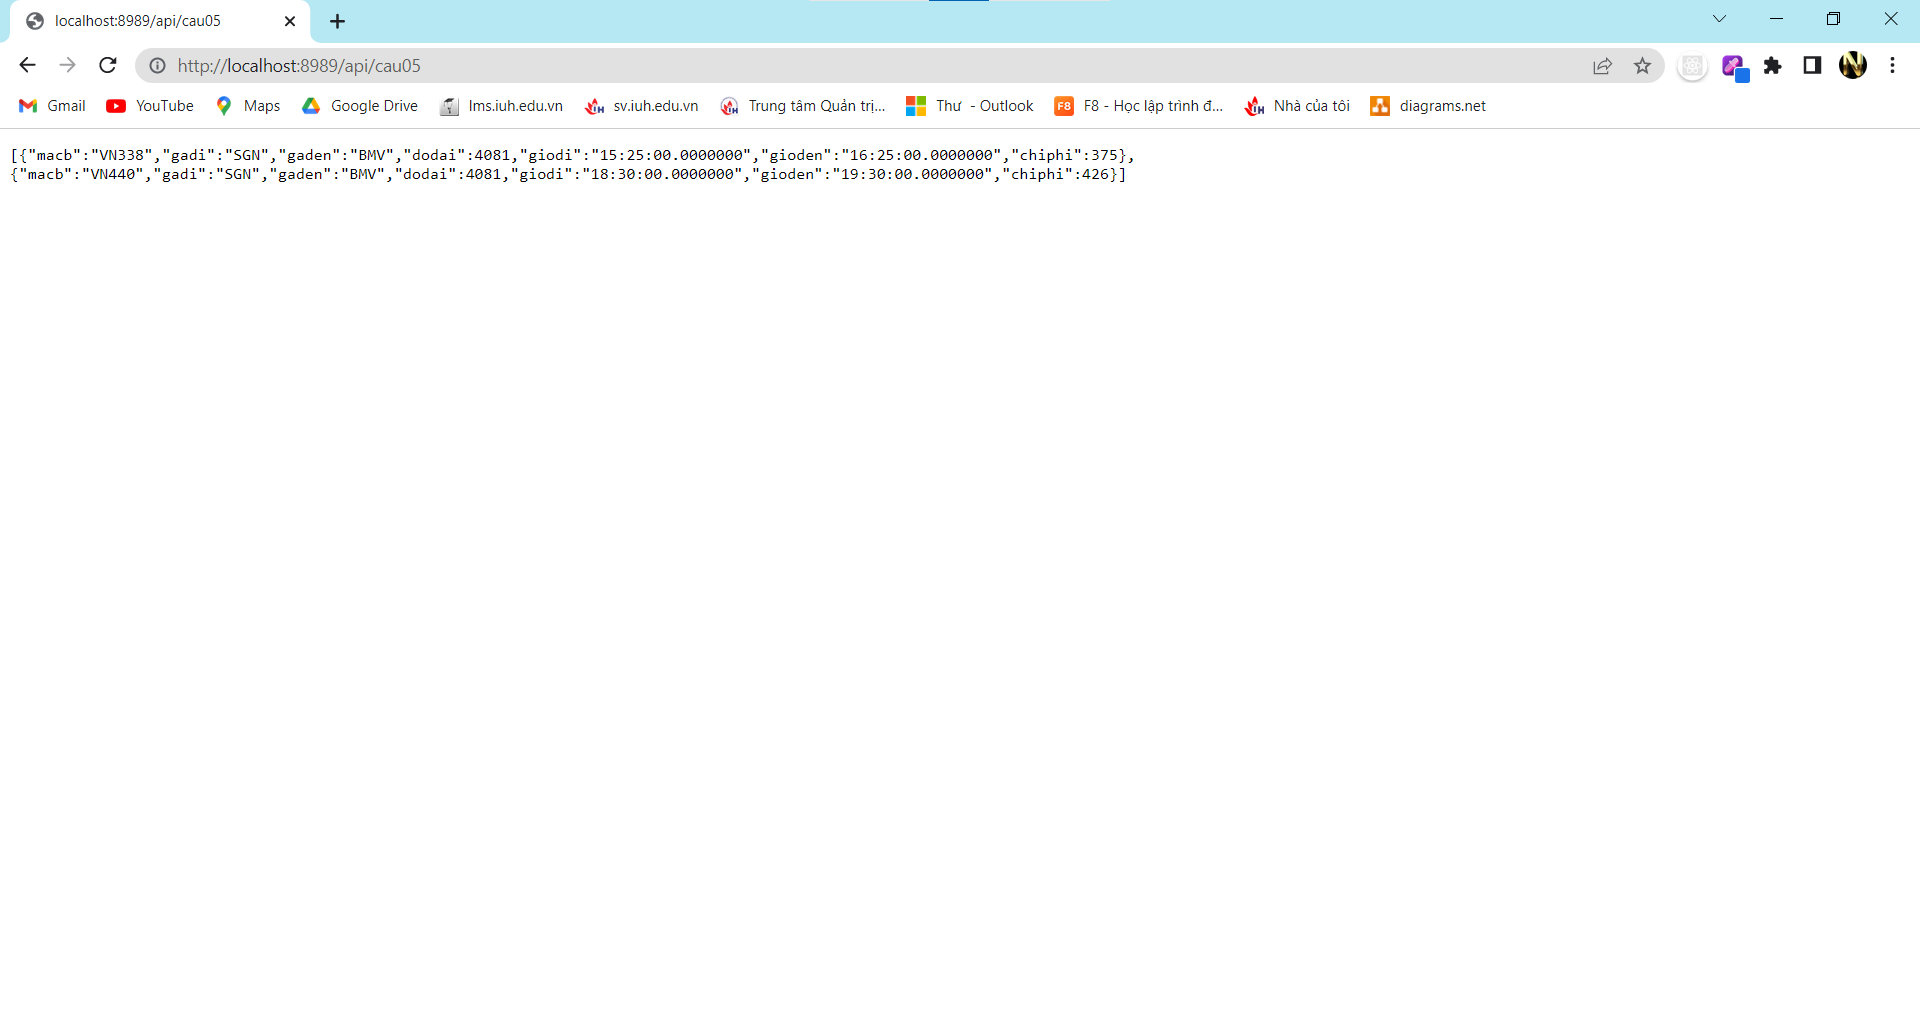 localhost:8989/api/cau05
http://localhost:8989/api/cau05
Gmail YouTube Maps Google Drive lms.iuh.edu.vn sv.iuh.edu.vn Trung tâm Quản trị... Thư - Outlook F8 F8 - Học lập trình đ... Nhà của tôi diagrams.net
[{"macb":"VN338","gadi":"SGN","gaden":"BMV","dodai":4081,"giodi":"15:25:00.0000000","gioden":"16:25:00.0000000","chiphi":375},
{"macb":"VN440","gadi":"SGN","gaden":"BMV","dodai":4081,"giodi":"18:30:00.0000000","gioden":"19:30:00.0000000","chiphi":426}]